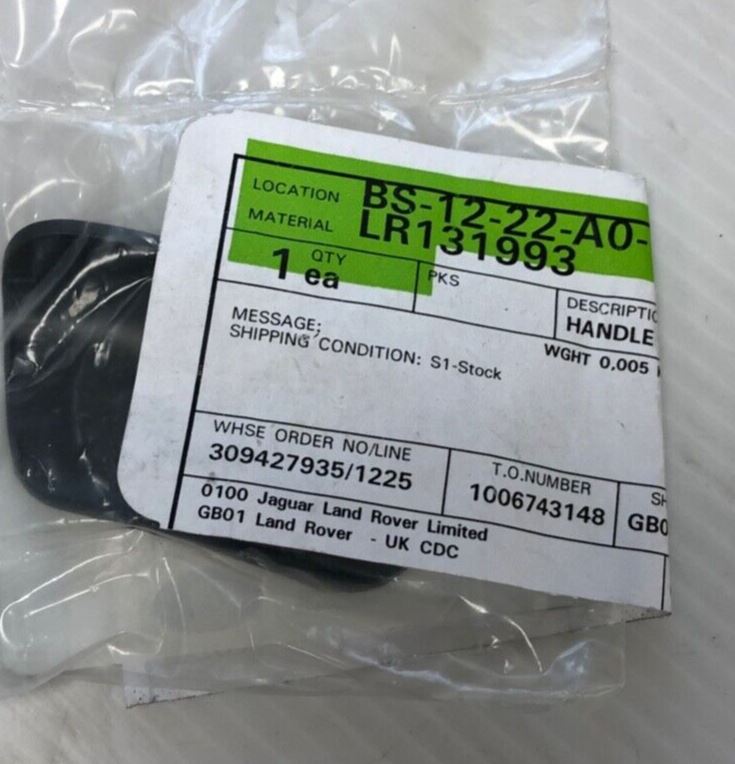 LOCATION BS-12-22-A0-
MATERIAL LR131993
QTY
1 ea
PKS
DESCRIPTIO
HANDLE
WGHT 0.005
MESSAGE;
SHIPPING CONDITION: S1-Stock
WHSE ORDER NO/LINE
309427935/1225
T.O.NUMBER
1006743148
SH
GB0
0100 Jaguar Land Rover Limited
GB01 Land Rover - UK CDC